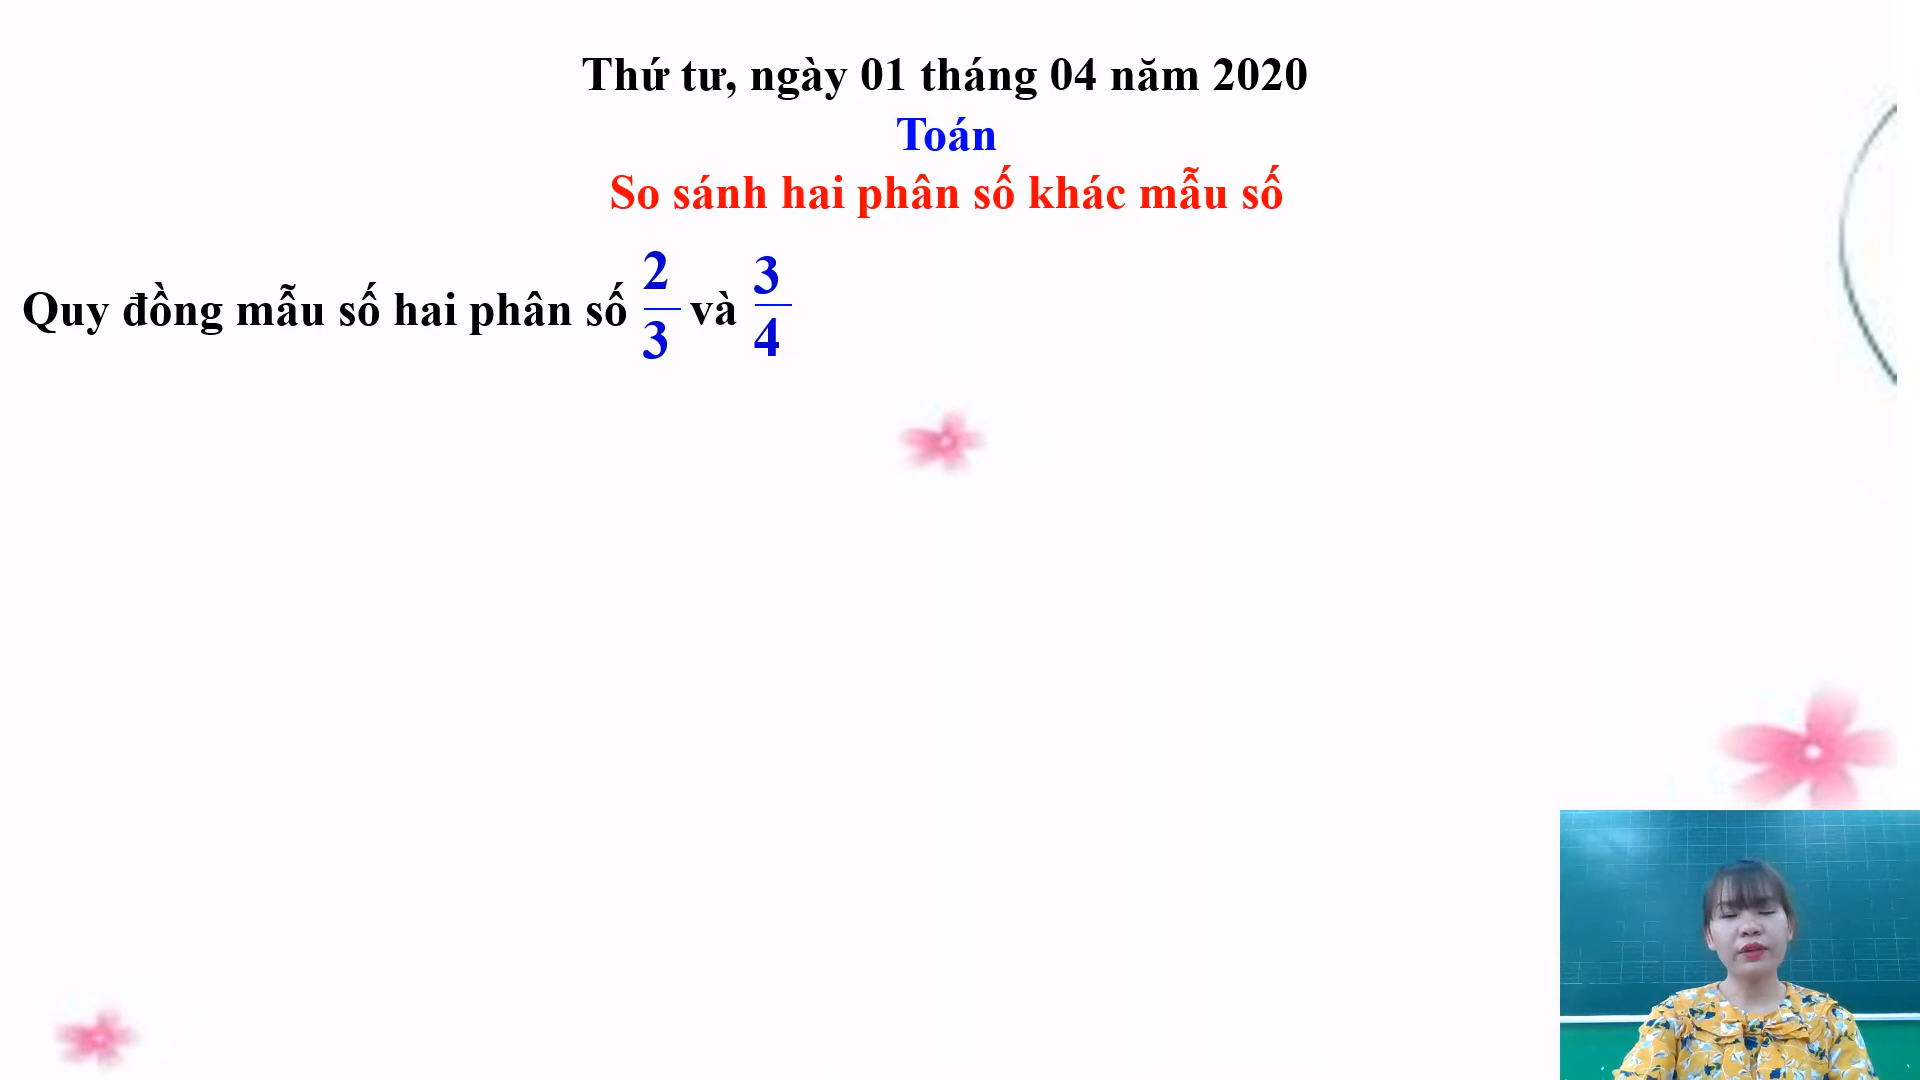 Thứ tư, ngày 01 tháng 04 năm 2020
Toán
So sánh hai phân số khác mẫu số
Quy đồng mẫu số hai phân số 2/3 và 3/4